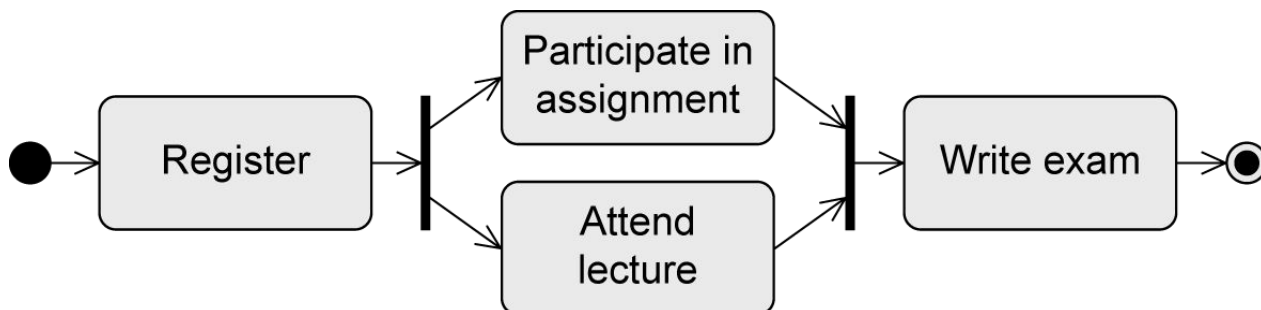 Register
Participate in
assignment
Attend
lecture
Write exam